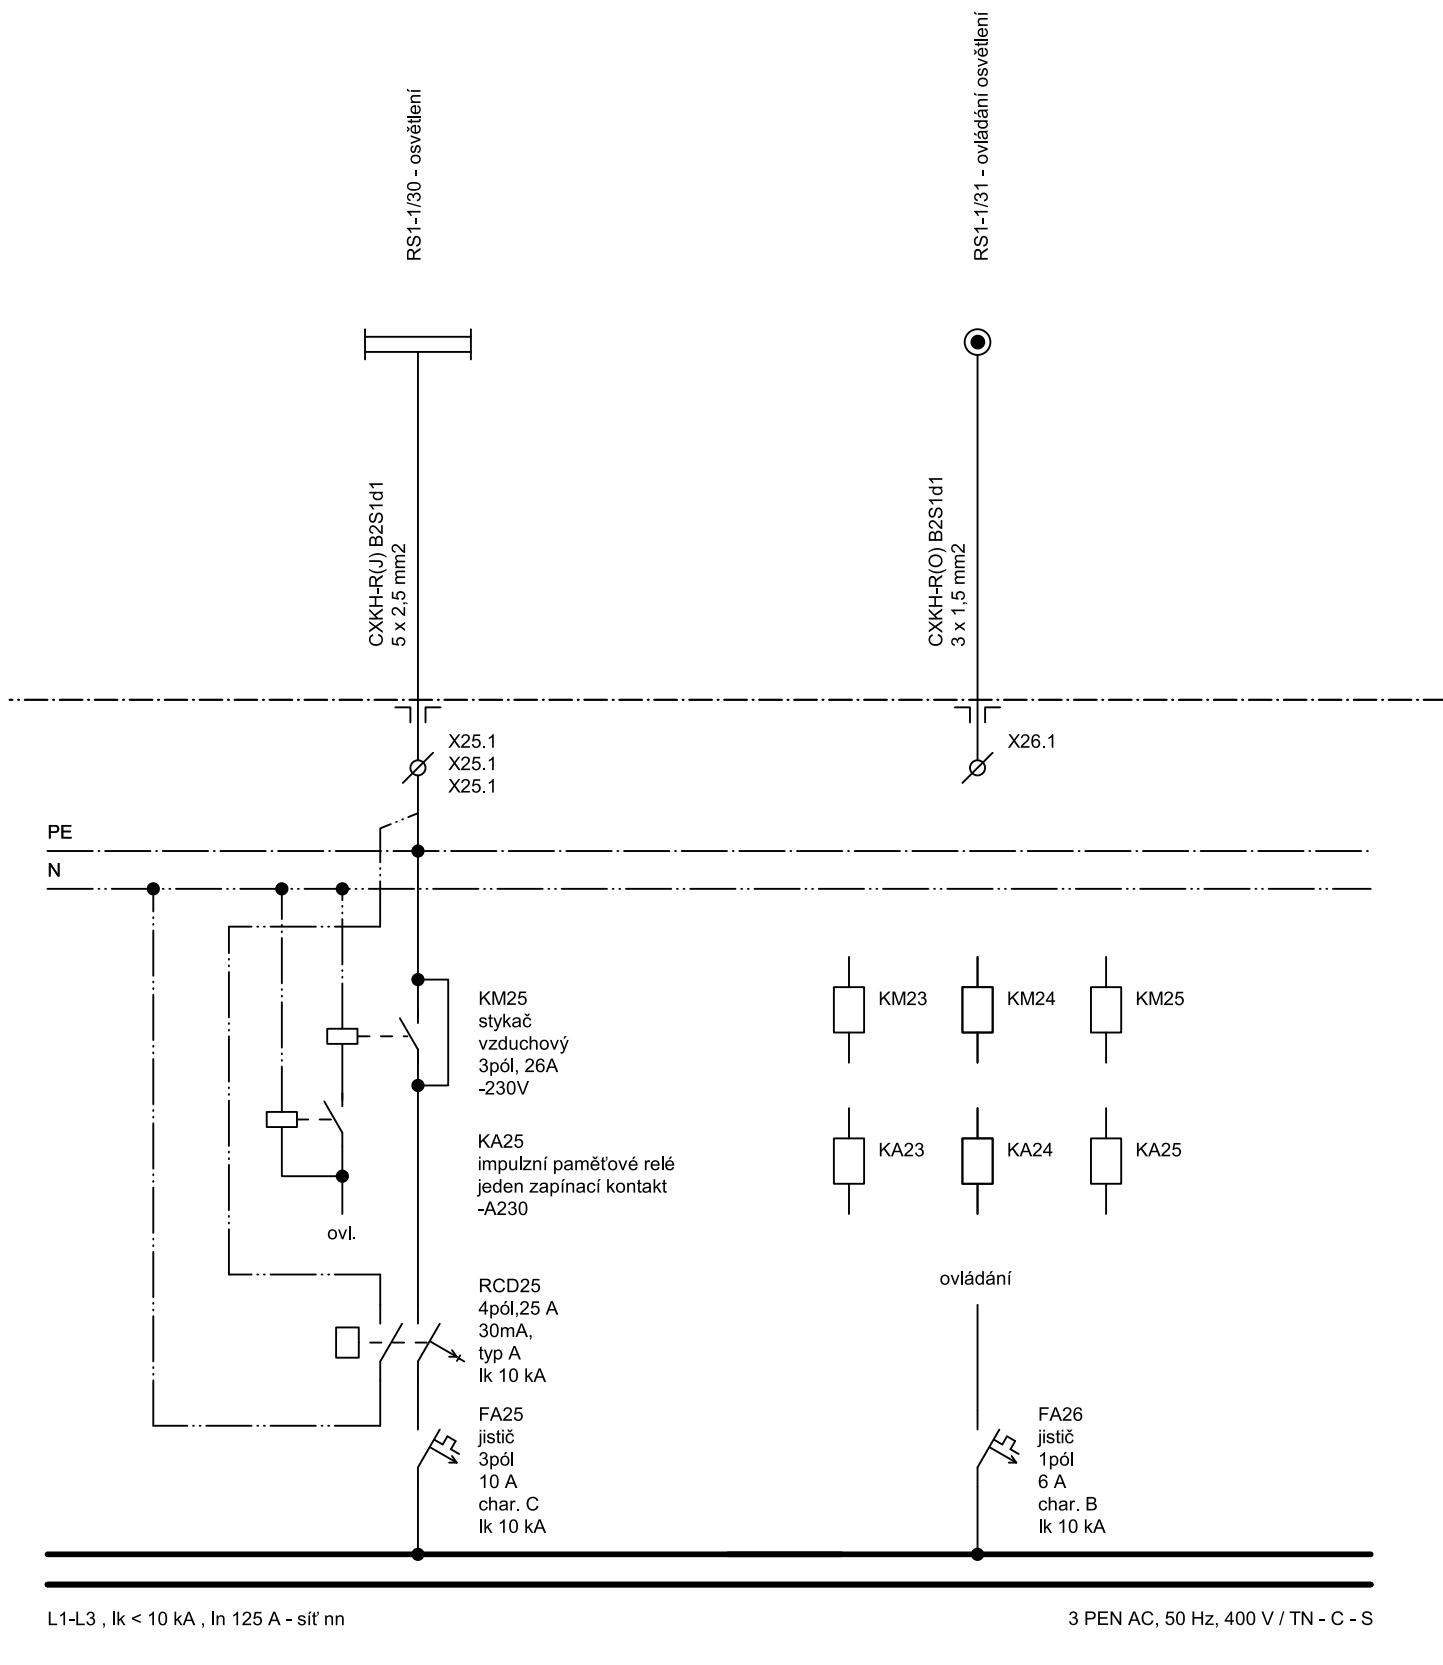 RS1-1/30 - osvětlení
RS1-1/31 - ovládání osvětlení
CXKH-R(J) B2S1d1
5 x 2,5 mm2
CXKH-R(O) B2S1d1
3 x 1,5 mm2
X25.1
X25.1
X25.1
X26.1
PE
N
KM25
stykač
vzduchový
3pól, 26A
-230V
KM23
KM24
KM25
KA25
impulzní paměťové relé
jeden zapínací kontakt
-A230
KA23
KA24
KA25
ovl.
ovládání
RCD25
4pól,25 A
30mA,
typ A
Ik 10 kA
FA25
jistič
3pól
10 A
char. C
Ik 10 kA
FA26
jistič
1pól
6 A
char. B
Ik 10 kA
L1-L3 , Ik < 10 kA , In 125 A - síť nn
3 PEN AC, 50 Hz, 400 V / TN - C - S